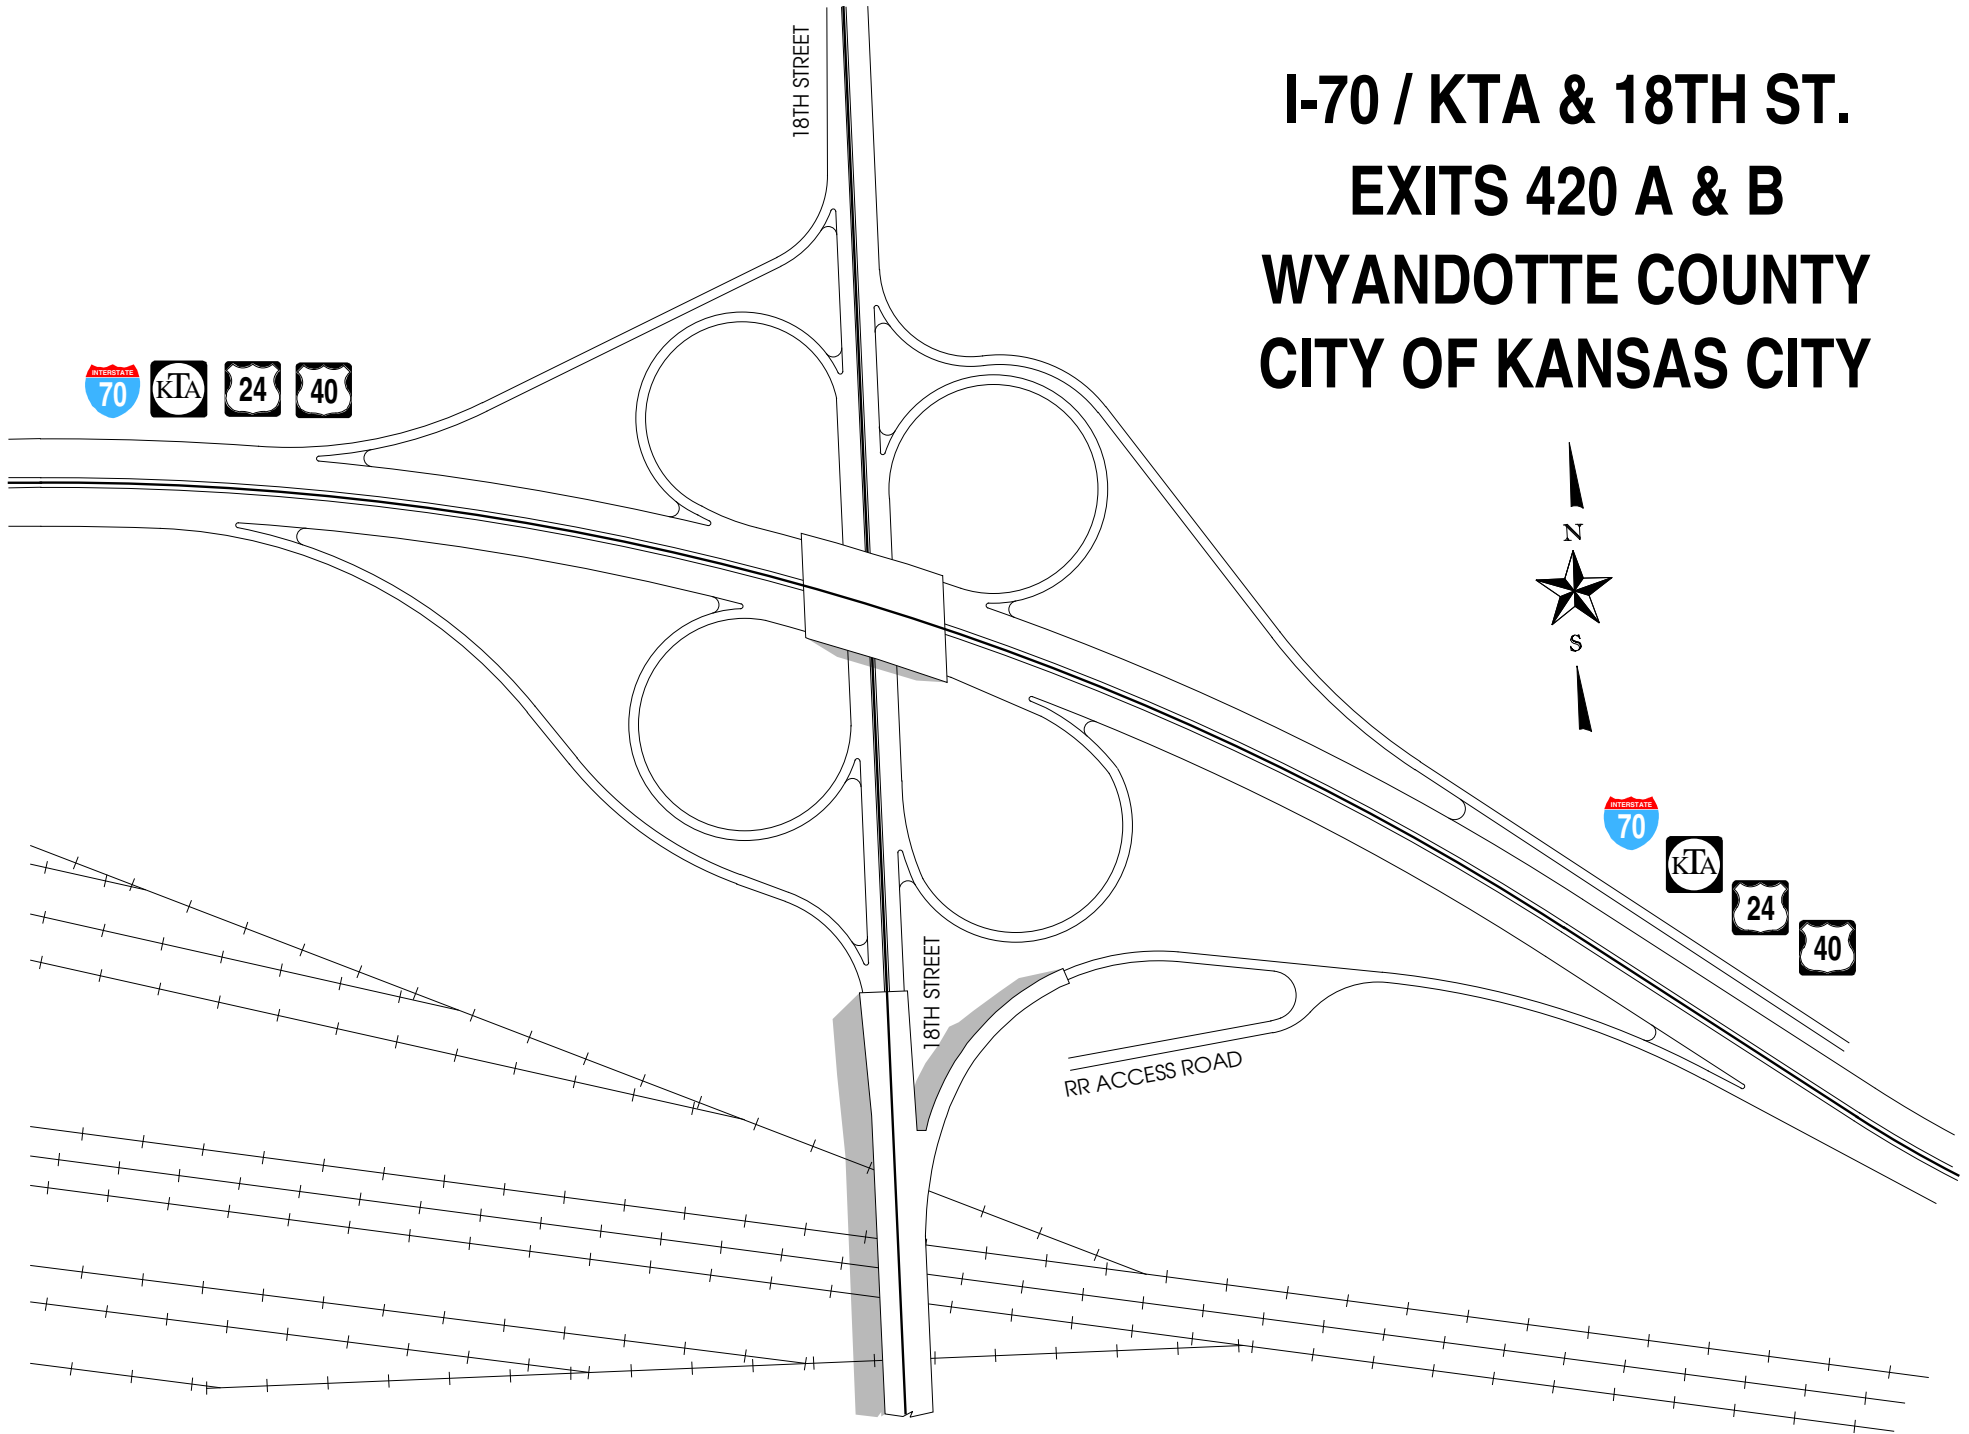 18TH STREET
I-70 / KTA & 18TH ST.
EXITS 420 A & B
WYANDOTTE COUNTY
CITY OF KANSAS CITY
INTERSTATE
70
KTA
24
40
N
S
INTERSTATE
70
KTA
24
40
18TH STREET
RR ACCESS ROAD